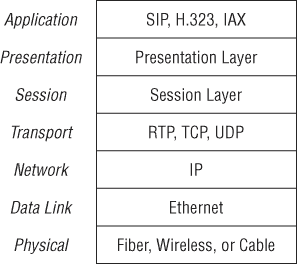 Application SIP, H.323, IAX
Presentation Presentation Layer
Session Session Layer
Transport RTP, TCP, UDP
Network IP
Data Link Ethernet
Physical Fiber, Wireless, or Cable